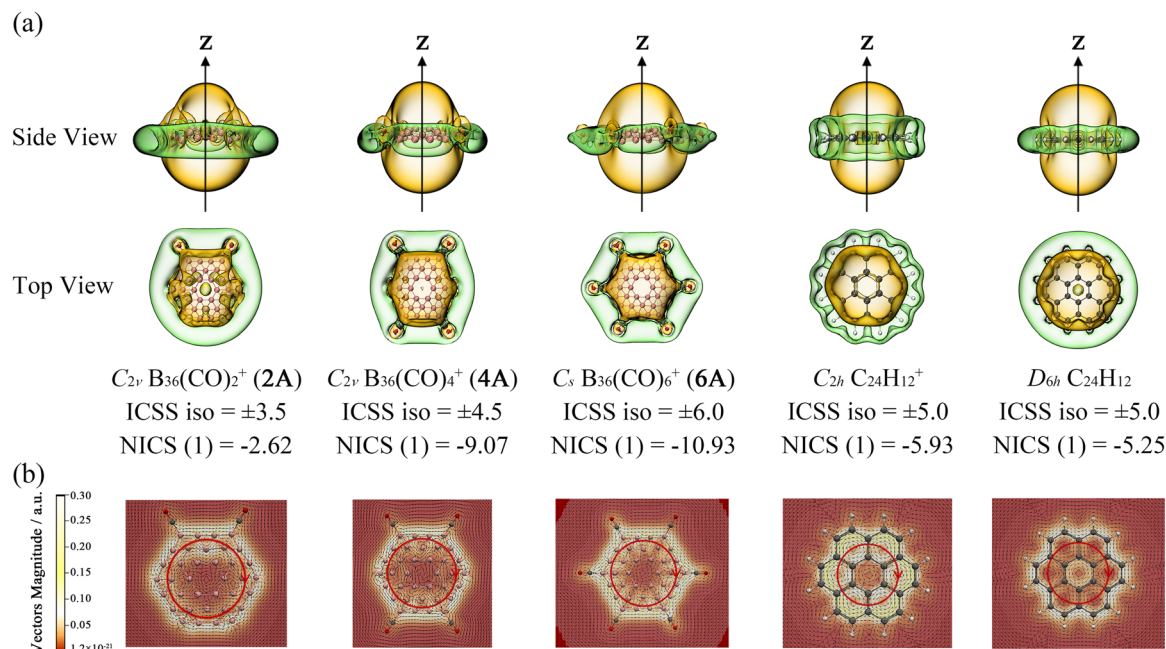 (a)
Z Z Z Z Z
Side View
Top View
C₂ᵥ B₃₆(CO)₂⁺ (2A) C₂ᵥ B₃₆(CO)₄⁺ (4A) Cₛ B₃₆(CO)₆⁺ (6A) C₂ₕ C₂₄H₁₂⁺ D₆ₕ C₂₄H₁₂
ICSS iso = ±3.5 ICSS iso = ±4.5 ICSS iso = ±6.0 ICSS iso = ±5.0 ICSS iso = ±5.0
NICS (1) = -2.62 NICS (1) = -9.07 NICS (1) = -10.93 NICS (1) = -5.93 NICS (1) = -5.25
(b)
Vectors Magnitude / a.u.
0.30
0.25
0.20
0.15
0.10
0.05
1.2×10⁻²¹